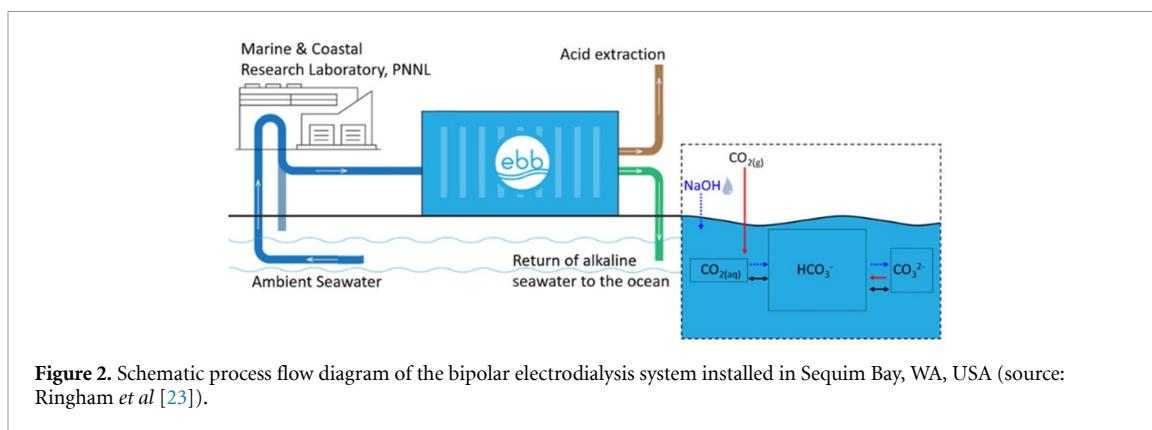 Marine & Coastal
Research Laboratory, PNNL
Acid extraction
ebb
CO2(g)
NaOH
CO2(aq)
HCO3-
CO32-
Ambient Seawater
Return of alkaline
seawater to the ocean
Figure 2. Schematic process flow diagram of the bipolar electrodialysis system installed in Sequim Bay, WA, USA (source:
Ringham et al [23]).